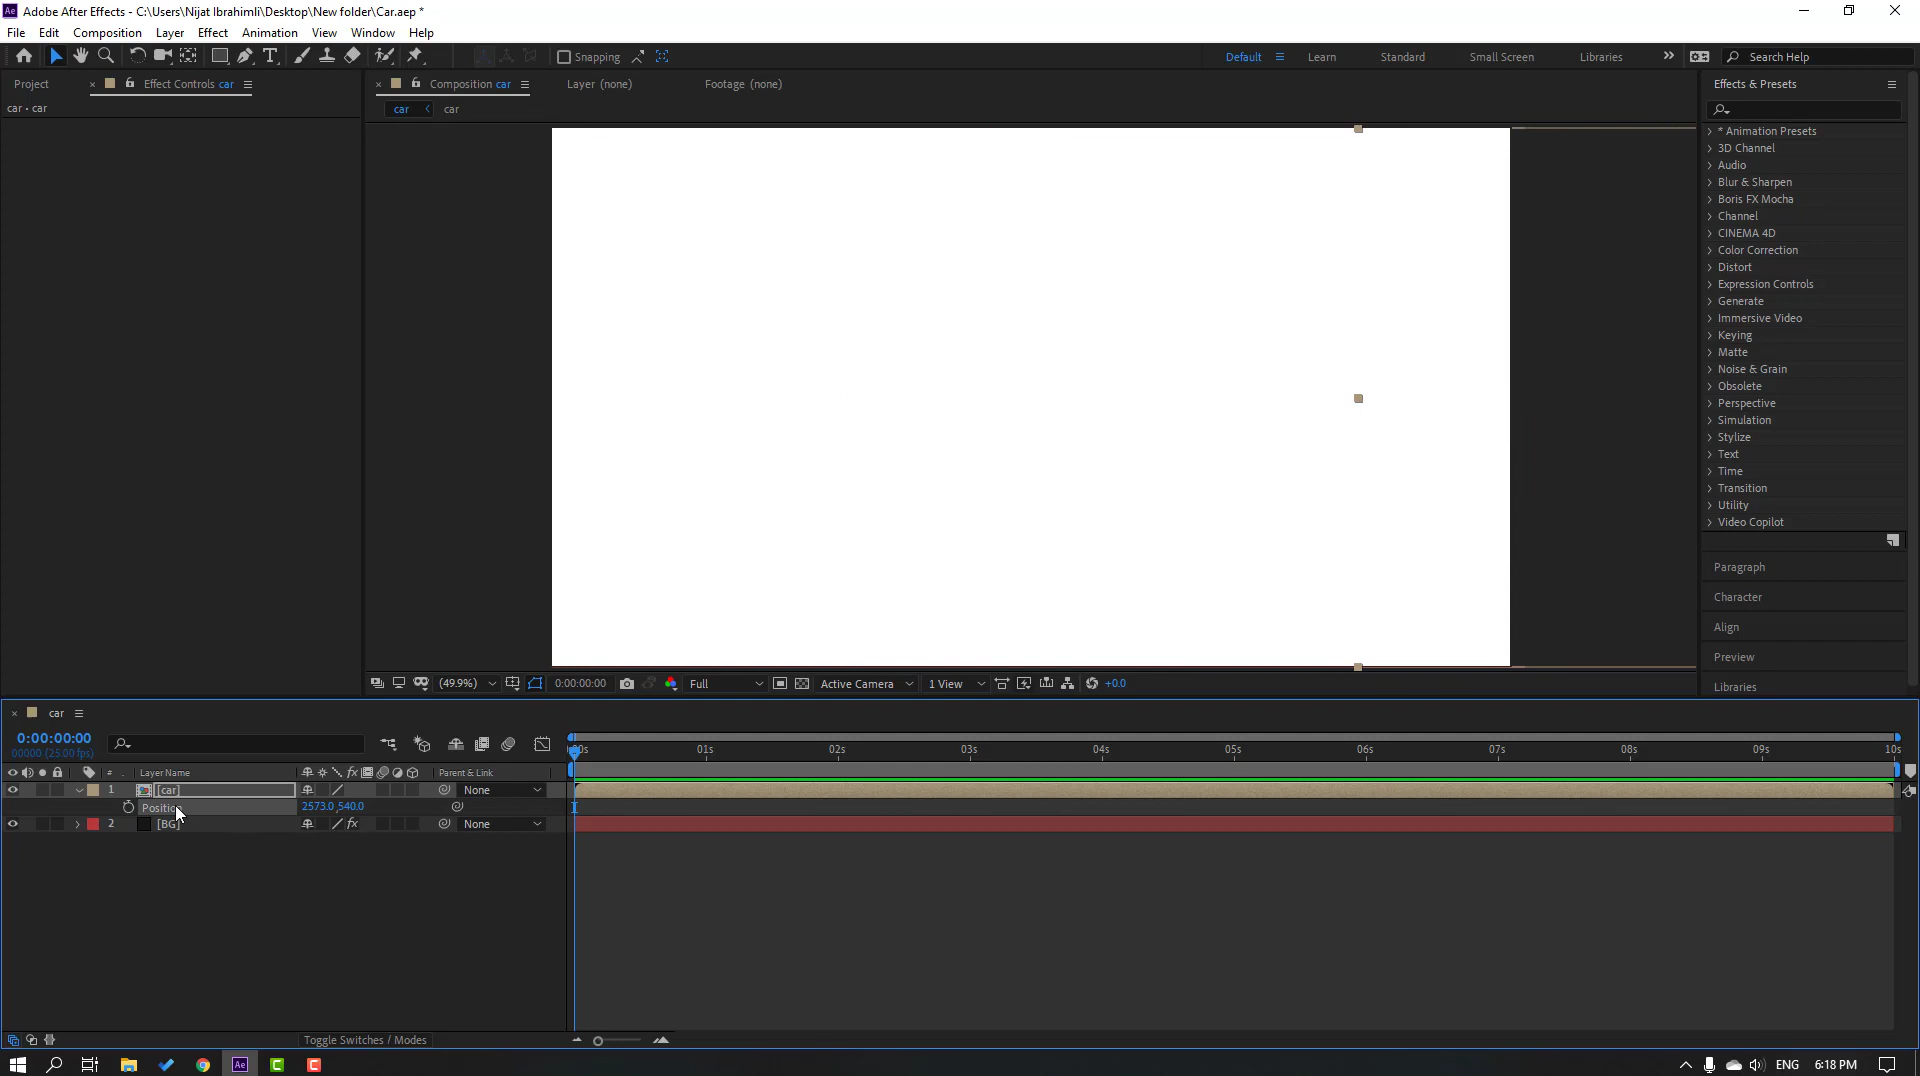 Adobe After Effects - C:\Users\Nijat Ibrahimli\Desktop\New folder\Car.aep *
File Edit Composition Layer Effect Animation View Window Help
Snapping Default Learn Standard Small Screen Libraries Search Help
Project Effect Controls car Composition car Layer (none) Footage (none) Effects & Presets
car • car
car car
* Animation Presets
3D Channel
Audio
Blur & Sharpen
Boris FX Mocha
Channel
CINEMA 4D
Color Correction
Distort
Expression Controls
Generate
Immersive Video
Keying
Matte
Noise & Grain
Obsolete
Perspective
Simulation
Stylize
Text
Time
Transition
Utility
Video Copilot
Paragraph
Character
Align
Preview
Libraries
(49.9%) 0:00:00:00 Full Active Camera 1 View +0.0
car
0:00:00:00
00000 (25.00 fps)
:00s 01s 02s 03s 04s 05s 06s 07s 08s 09s 10s
# Layer Name Parent & Link
1 [car] None
Position 2573.0,540.0
2 [BG] None
Toggle Switches / Modes
ENG 6:18 PM